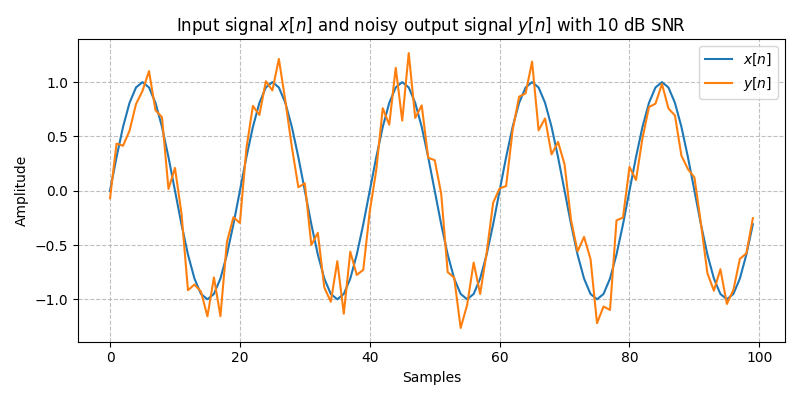 Input signal x[n] and noisy output signal y[n] with 10 dB SNR
x[n]
y[n]
1.0
0.5
0.0
−0.5
−1.0
Amplitude
0 20 40 60 80 100
Samples